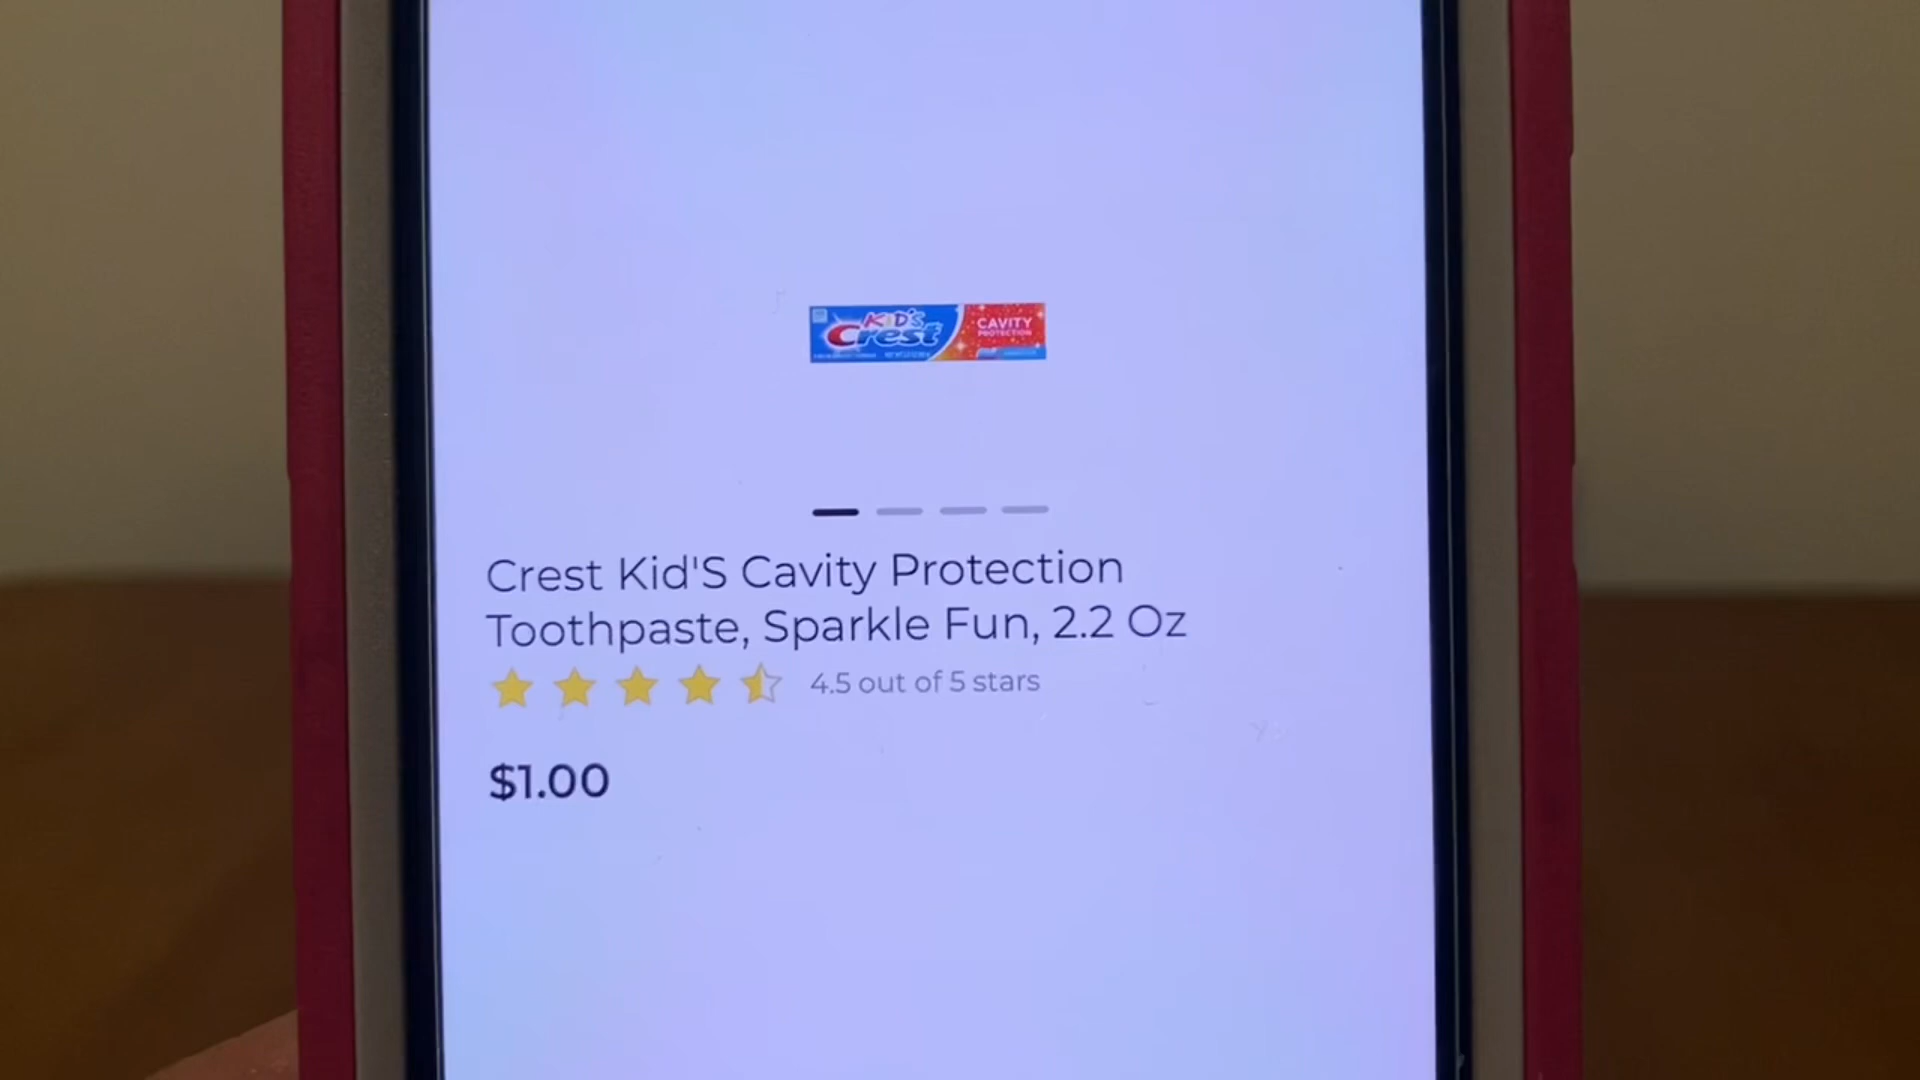 KID'S
Crest
CAVITY
PROTECTION
Crest Kid'S Cavity Protection
Toothpaste, Sparkle Fun, 2.2 Oz
4.5 out of 5 stars
$1.00